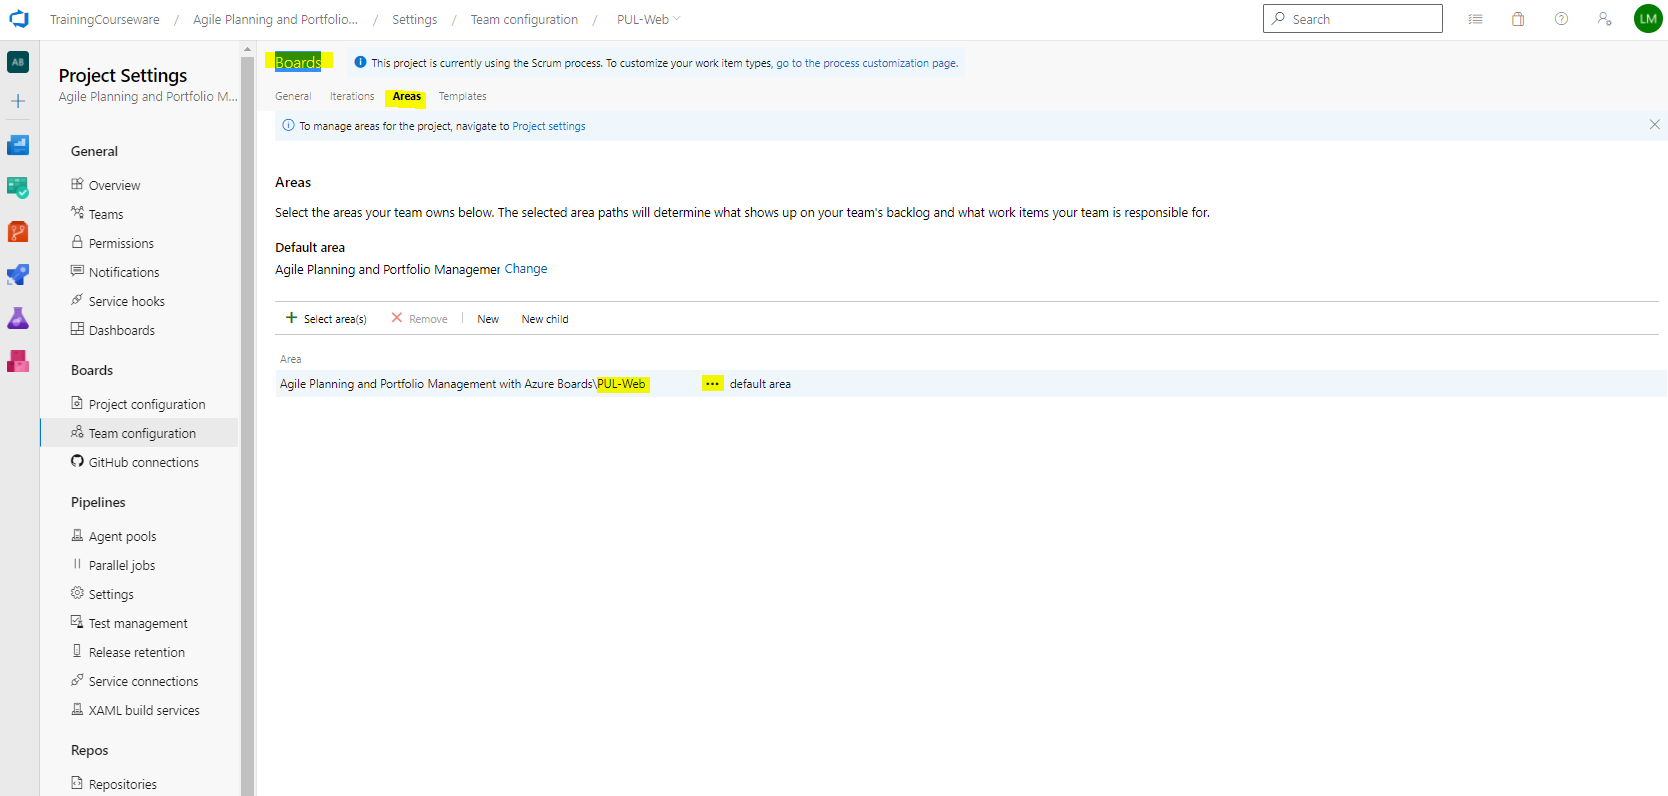 TrainingCourseware / Agile Planning and Portfolio... / Settings / Team configuration / PUL-Web
Search
LM
AB
Project Settings
Agile Planning and Portfolio M...
General
Overview
Teams
Permissions
Notifications
Service hooks
Dashboards
Boards
Project configuration
Team configuration
GitHub connections
Pipelines
Agent pools
Parallel jobs
Settings
Test management
Release retention
Service connections
XAML build services
Repos
Repositories
Boards
This project is currently using the Scrum process. To customize your work item types, go to the process customization page.
General Iterations Areas Templates
To manage areas for the project, navigate to Project settings
Areas
Select the areas your team owns below. The selected area paths will determine what shows up on your team's backlog and what work items your team is responsible for.
Default area
Agile Planning and Portfolio Managemer Change
Select area(s) Remove New New child
Area
Agile Planning and Portfolio Management with Azure Boards\PUL-Web ... default area